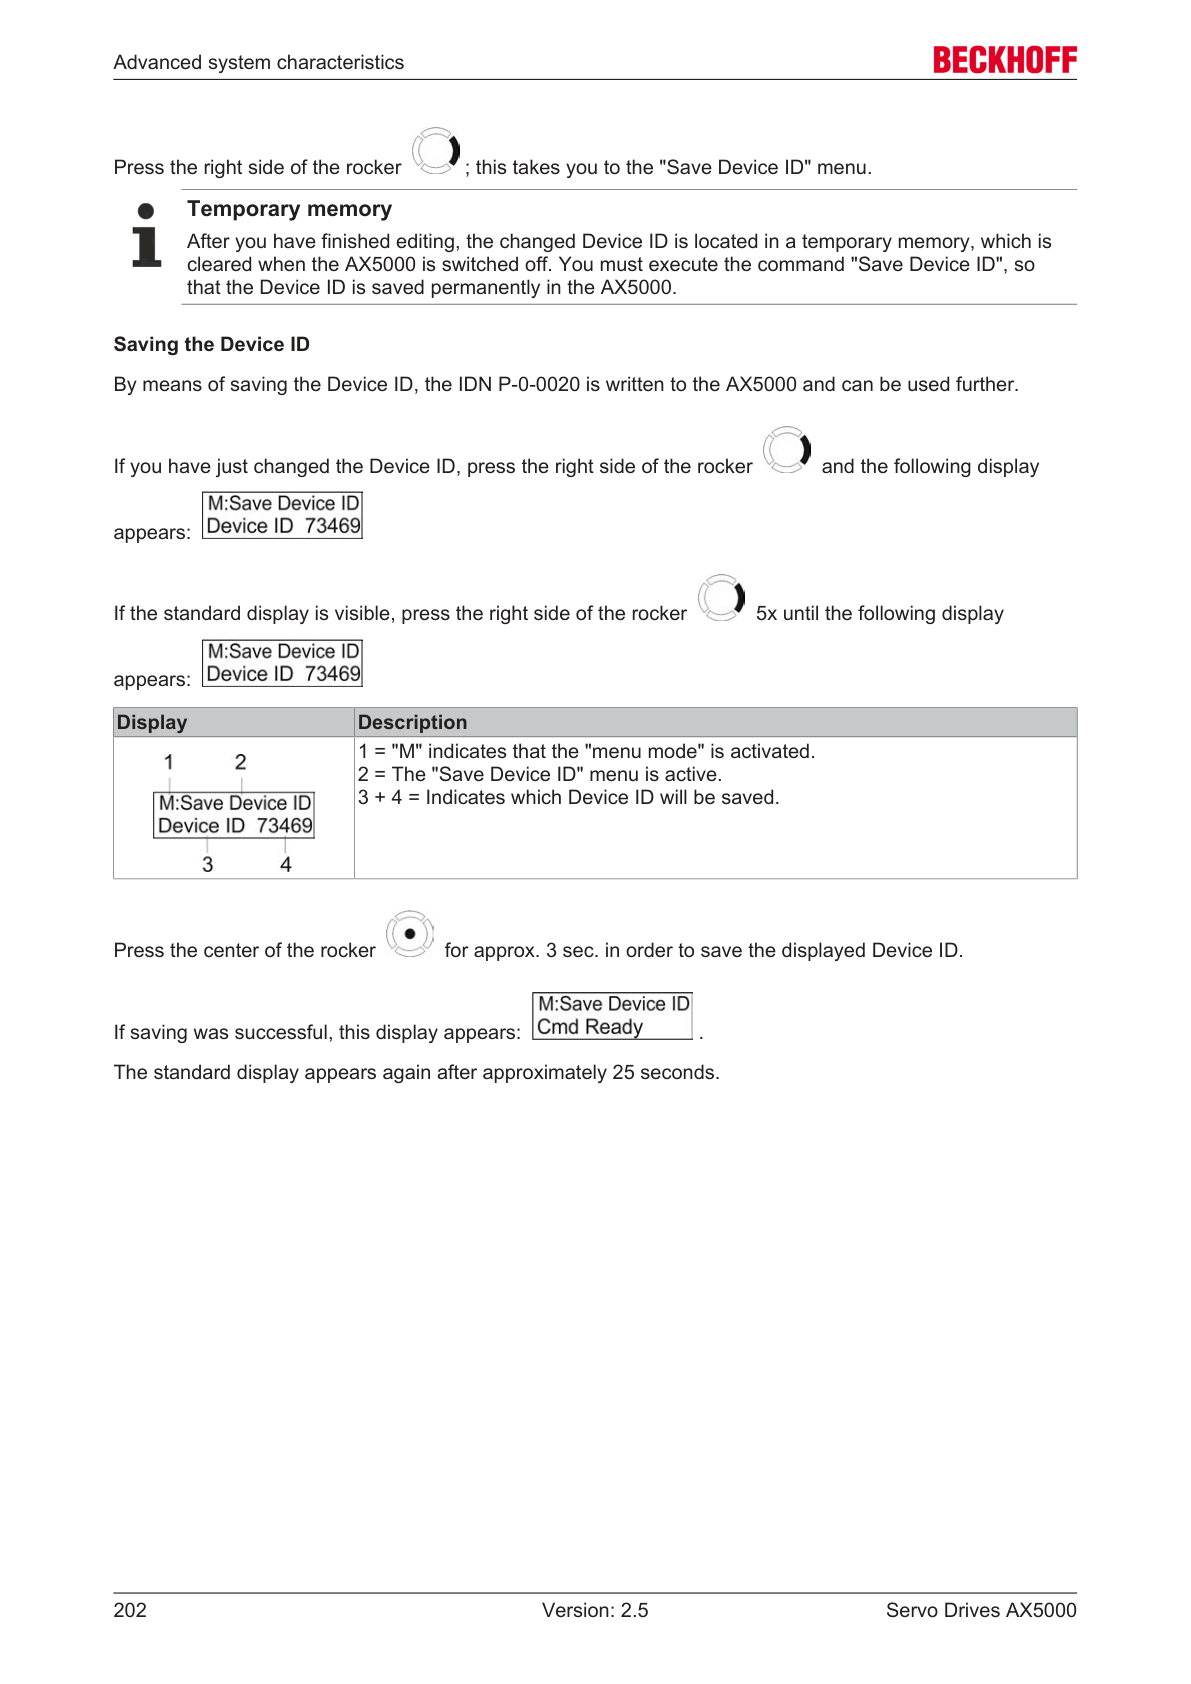 Advanced system characteristics
BECKHOFF
Press the right side of the rocker ; this takes you to the "Save Device ID" menu.
Temporary memory
After you have finished editing, the changed Device ID is located in a temporary memory, which is
cleared when the AX5000 is switched off. You must execute the command "Save Device ID", so
that the Device ID is saved permanently in the AX5000.
Saving the Device ID
By means of saving the Device ID, the IDN P-0-0020 is written to the AX5000 and can be used further.
If you have just changed the Device ID, press the right side of the rocker and the following display
M:Save Device ID
appears: Device ID 73469
If the standard display is visible, press the right side of the rocker 5x until the following display
M:Save Device ID
appears: Device ID 73469
Display Description
1 = "M" indicates that the "menu mode" is activated.
2 = The "Save Device ID" menu is active.
3 + 4 = Indicates which Device ID will be saved.
1 2
M:Save Device ID
Device ID 73469
3 4
Press the center of the rocker for approx. 3 sec. in order to save the displayed Device ID.
M:Save Device ID
If saving was successful, this display appears: Cmd Ready .
The standard display appears again after approximately 25 seconds.
202 Version: 2.5 Servo Drives AX5000